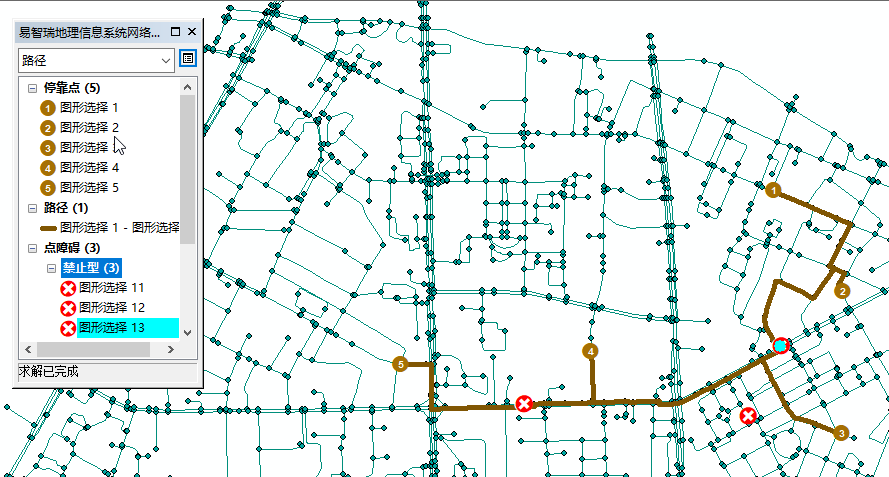 易智瑞地理信息系统网络...
路径
停靠点 (5)
1 图形选择 1
2 图形选择 2
3 图形选择
4 图形选择 4
5 图形选择 5
路径 (1)
图形选择 1 - 图形选择
点障碍 (3)
禁止型 (3)
图形选择 11
图形选择 12
图形选择 13
求解已完成
1
2
4
5
3